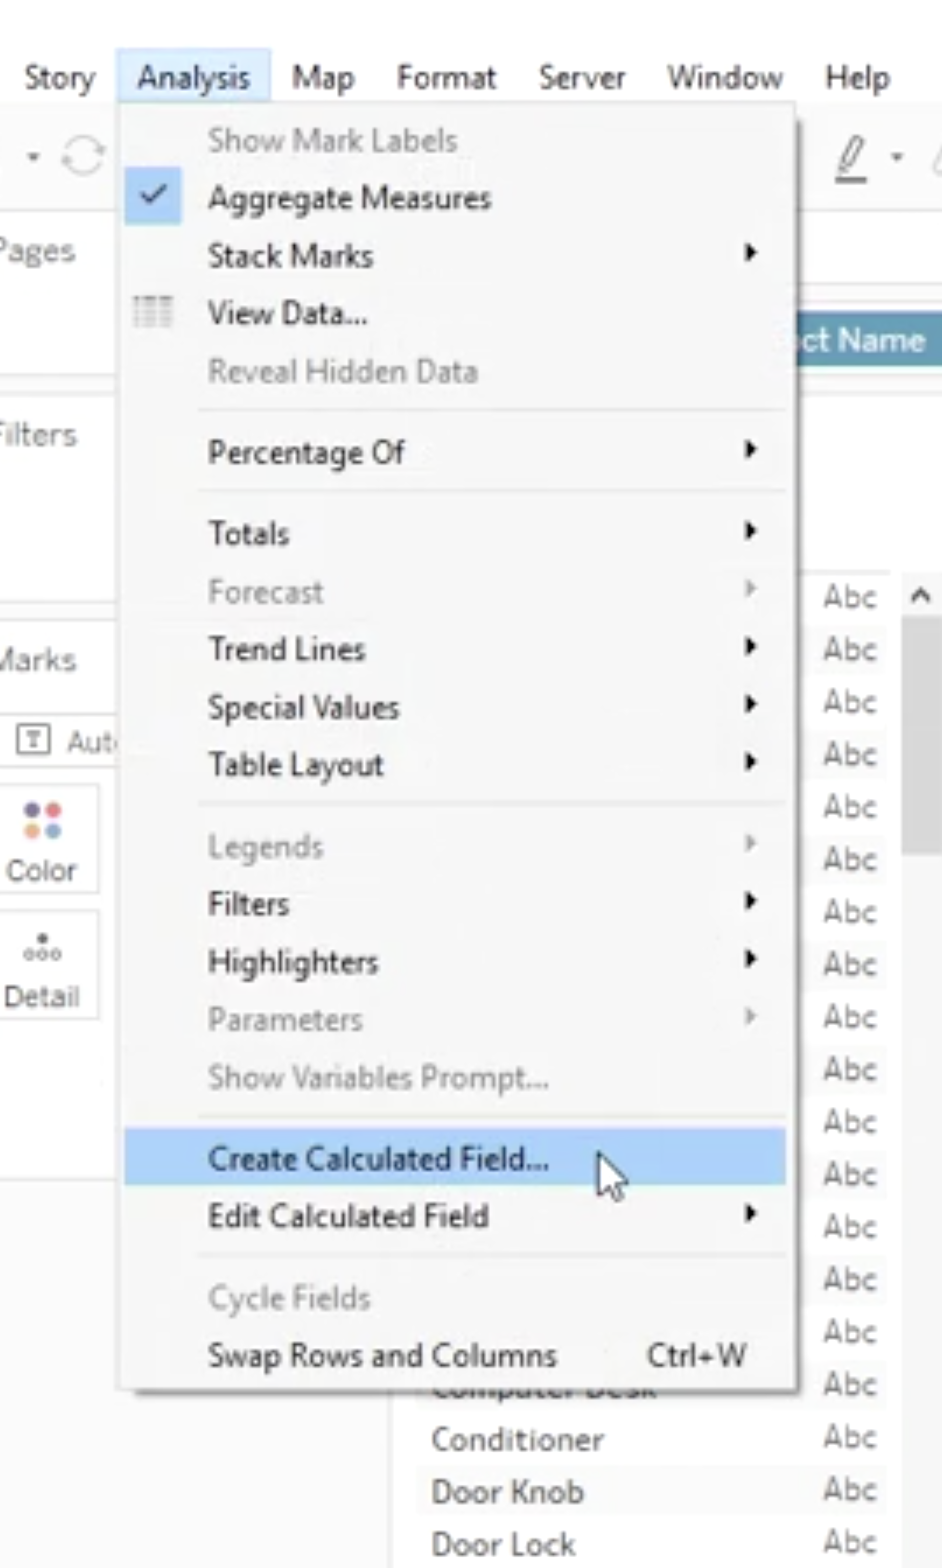 Story Analysis Map Format Server Window Help
Show Mark Labels
Aggregate Measures
Pages
Stack Marks
View Data...
ct Name
Reveal Hidden Data
Filters
Percentage Of
Totals
Forecast
Abc
Trend Lines
Abc
Marks
Special Values
Abc
Auto
Table Layout
Abc
Abc
Color
Legends
Abc
Filters
Abc
Highlighters
Abc
Detail
Parameters
Abc
Show Variables Prompt...
Abc
Abc
Create Calculated Field...
Abc
Edit Calculated Field
Abc
Abc
Cycle Fields
Abc
Swap Rows and Columns Ctrl+W
Computer Desk
Abc
Conditioner
Abc
Door Knob
Abc
Door Lock
Abc